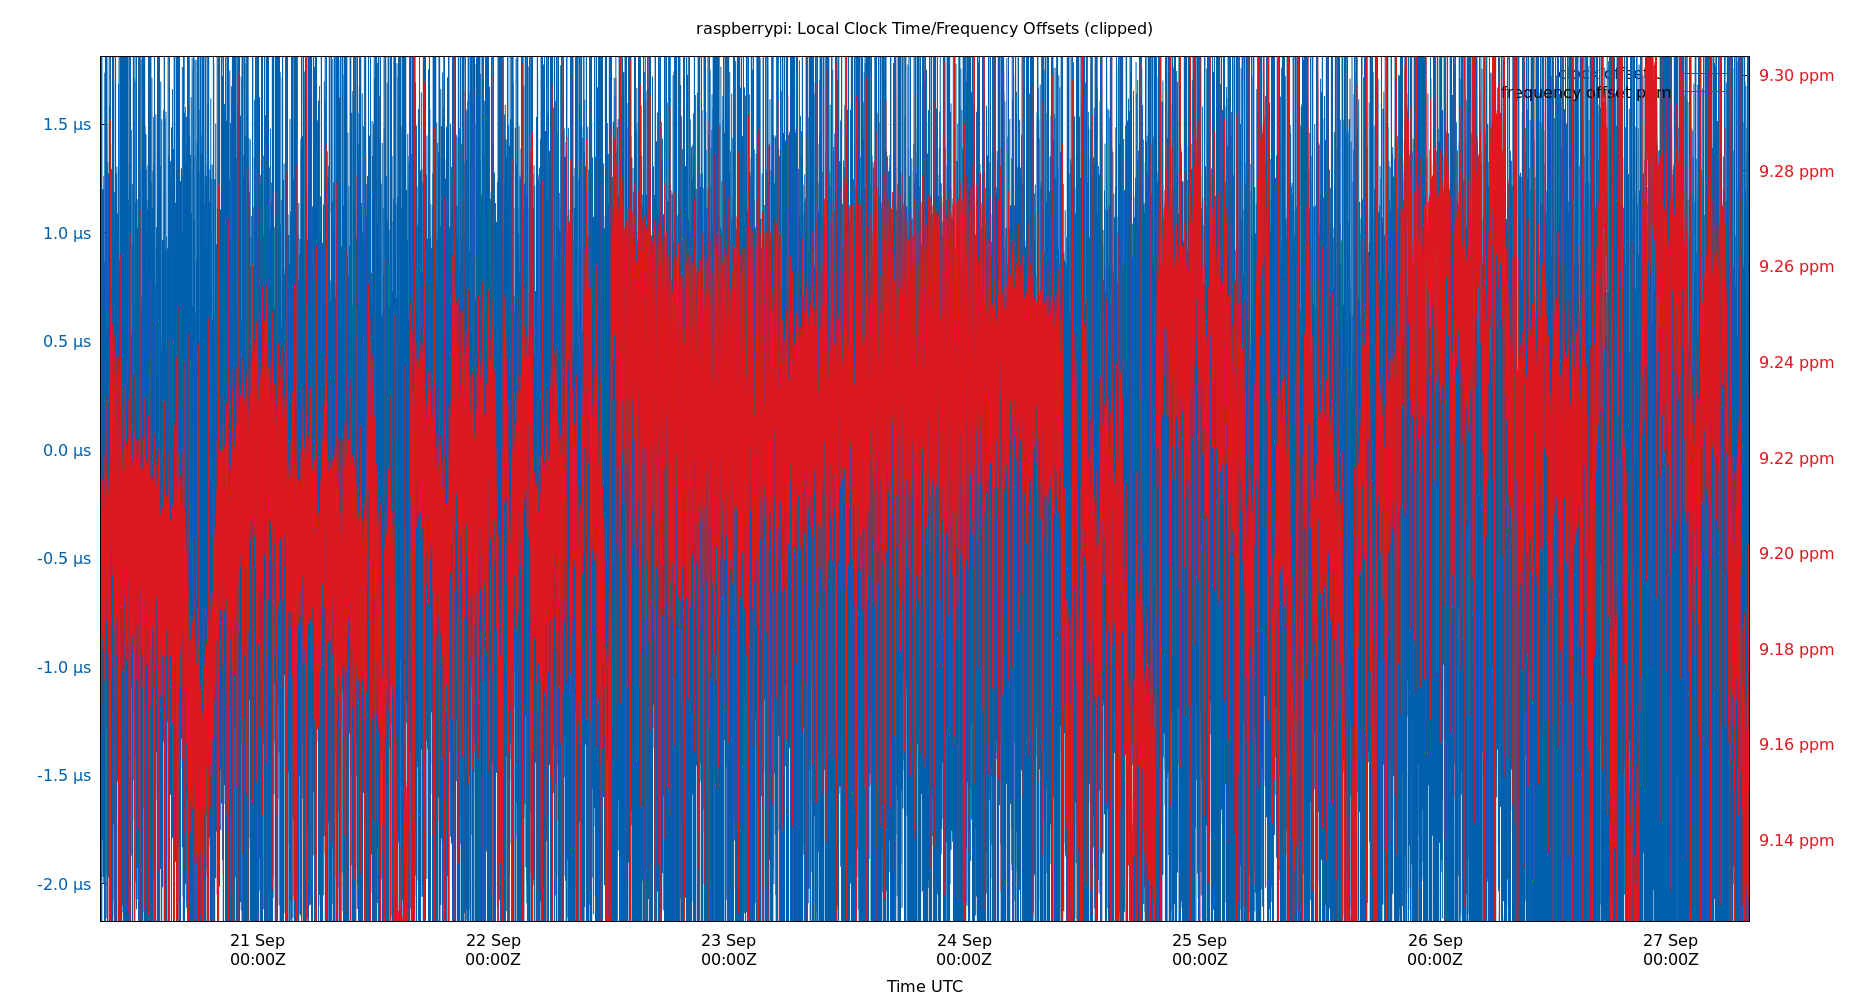 raspberrypi: Local Clock Time/Frequency Offsets (clipped)
clock offset
frequency offset ppm
1.5 µs
1.0 µs
0.5 µs
0.0 µs
-0.5 µs
-1.0 µs
-1.5 µs
-2.0 µs
9.30 ppm
9.28 ppm
9.26 ppm
9.24 ppm
9.22 ppm
9.20 ppm
9.18 ppm
9.16 ppm
9.14 ppm
21 Sep 22 Sep 23 Sep 24 Sep 25 Sep 26 Sep 27 Sep
00:00Z 00:00Z 00:00Z 00:00Z 00:00Z 00:00Z 00:00Z
Time UTC